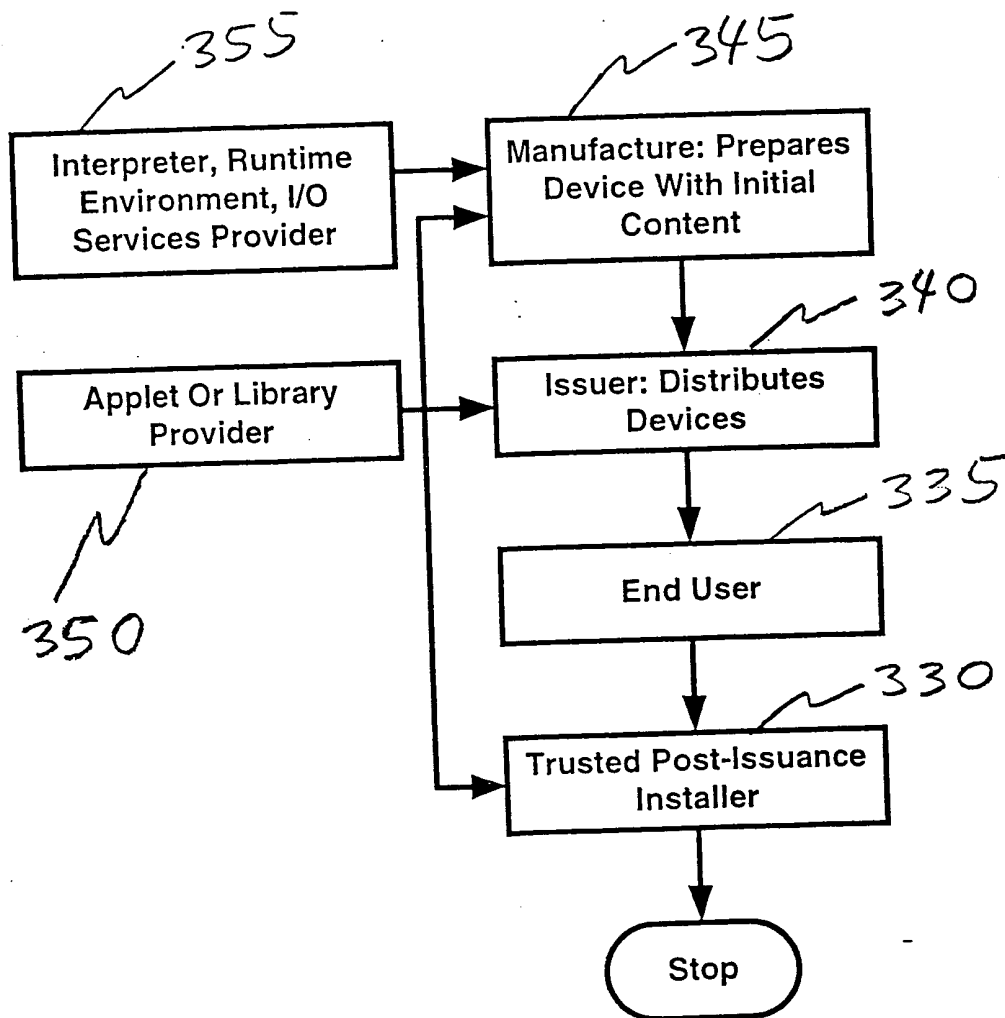 355
345
Interpreter, Runtime
Environment, I/O
Services Provider
Manufacture: Prepares
Device With Initial
Content
340
Applet Or Library
Provider
Issuer: Distributes
Devices
335
End User
350
330
Trusted Post-Issuance
Installer
Stop